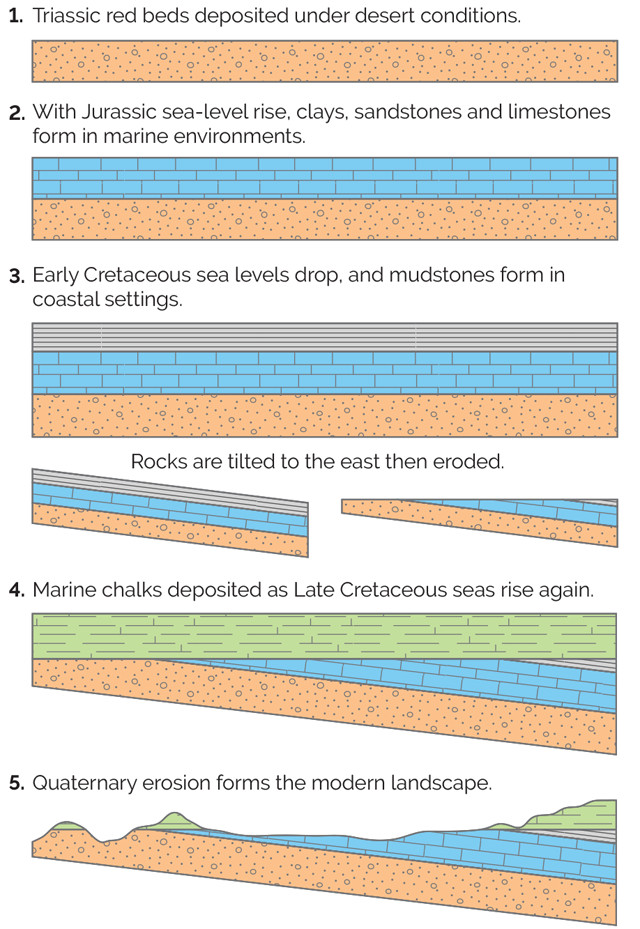 1. Triassic red beds deposited under desert conditions.
2. With Jurassic sea-level rise, clays, sandstones and limestones
form in marine environments.
3. Early Cretaceous sea levels drop, and mudstones form in
coastal settings.
Rocks are tilted to the east then eroded.
4. Marine chalks deposited as Late Cretaceous seas rise again.
5. Quaternary erosion forms the modern landscape.